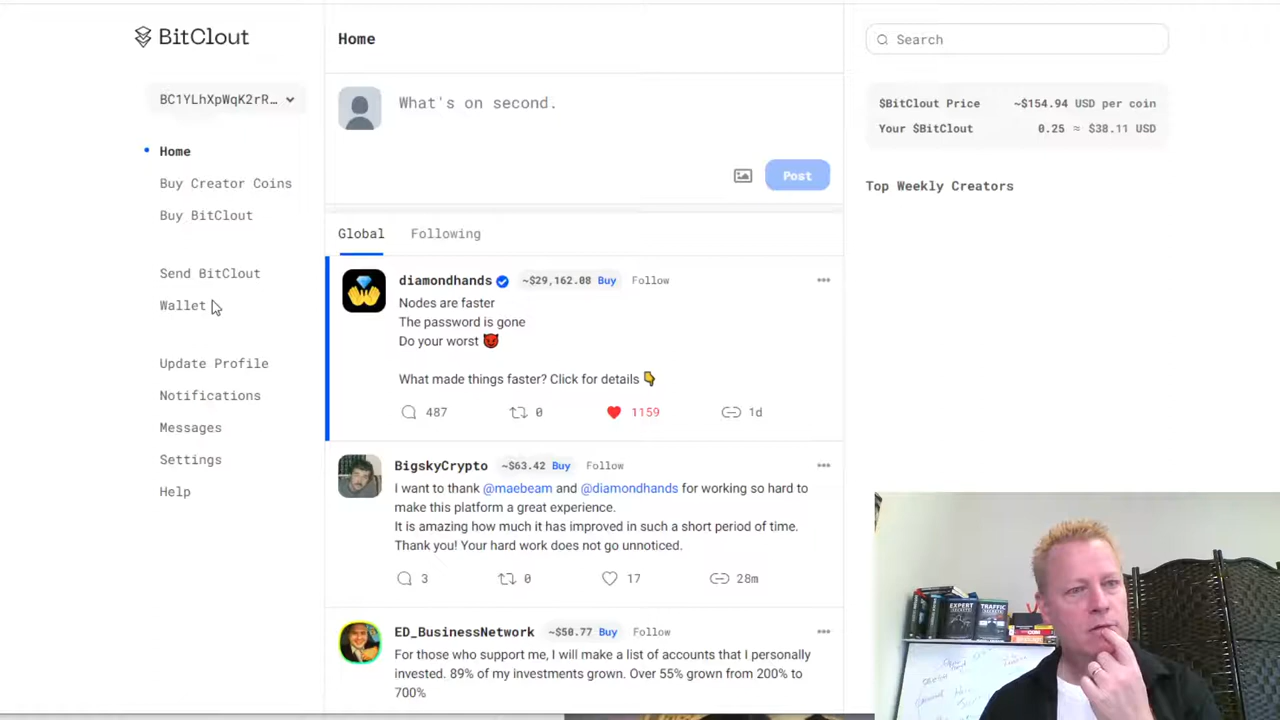 BitClout
BC1YLhXpWqK2rR…
Home
Buy Creator Coins
Buy BitClout
Send BitClout
Wallet
Update Profile
Notifications
Messages
Settings
Help
Home
What's on second.
Post
Global Following
diamondhands ~$29,162.08 Buy Follow
Nodes are faster
The password is gone
Do your worst 😈
What made things faster? Click for details 👇
487 0 1159 1d
BigskyCrypto ~$63.42 Buy Follow
I want to thank @maebeam and @diamondhands for working so hard to
make this platform a great experience.
It is amazing how much it has improved in such a short period of time.
Thank you! Your hard work does not go unnoticed.
3 0 17 28m
ED_BusinessNetwork ~$50.77 Buy Follow
For those who support me, I will make a list of accounts that I personally
invested. 89% of my investments grown. Over 55% grown from 200% to
700%
Search
$BitClout Price ~$154.94 USD per coin
Your $BitClout 0.25 ≈ $38.11 USD
Top Weekly Creators
EXPERT
SECRETS
TRAFFIC
SECRETS